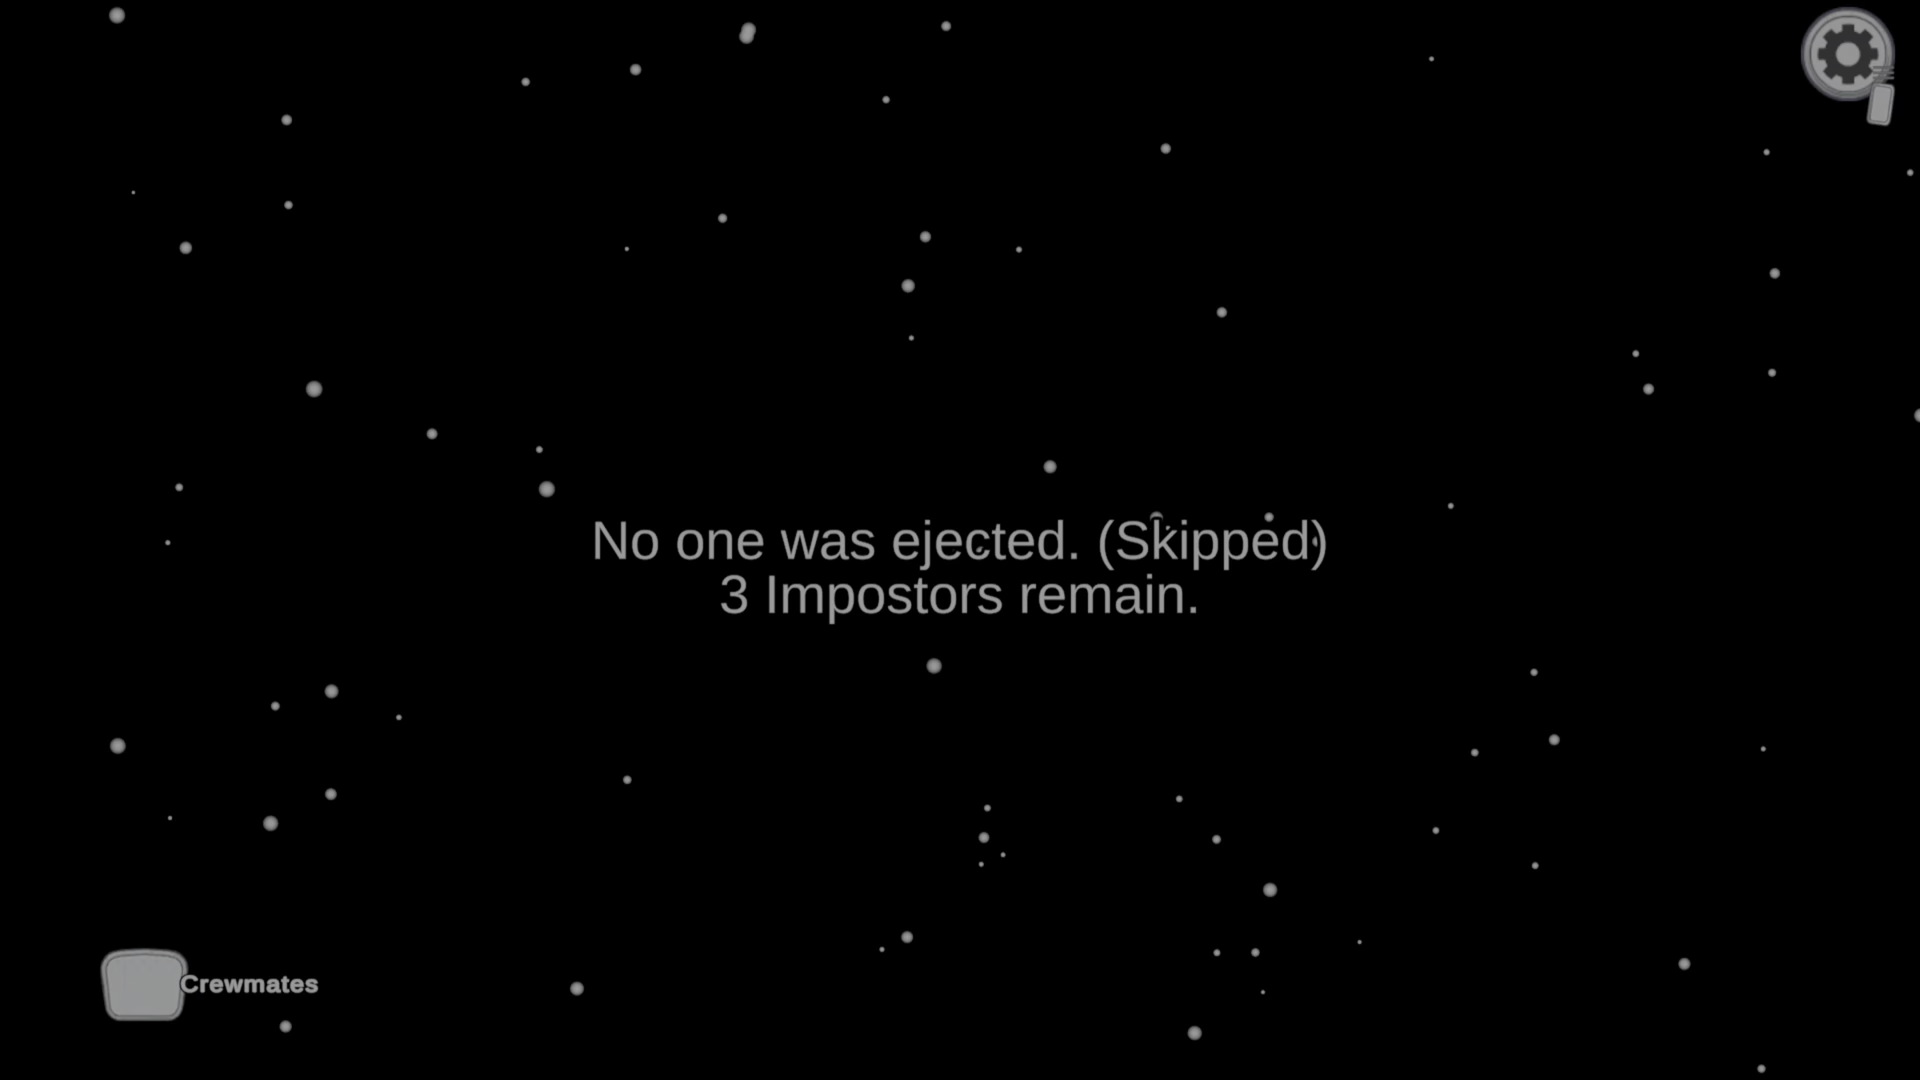 No one was ejected. (Skipped)
3 Impostors remain.
Crewmates